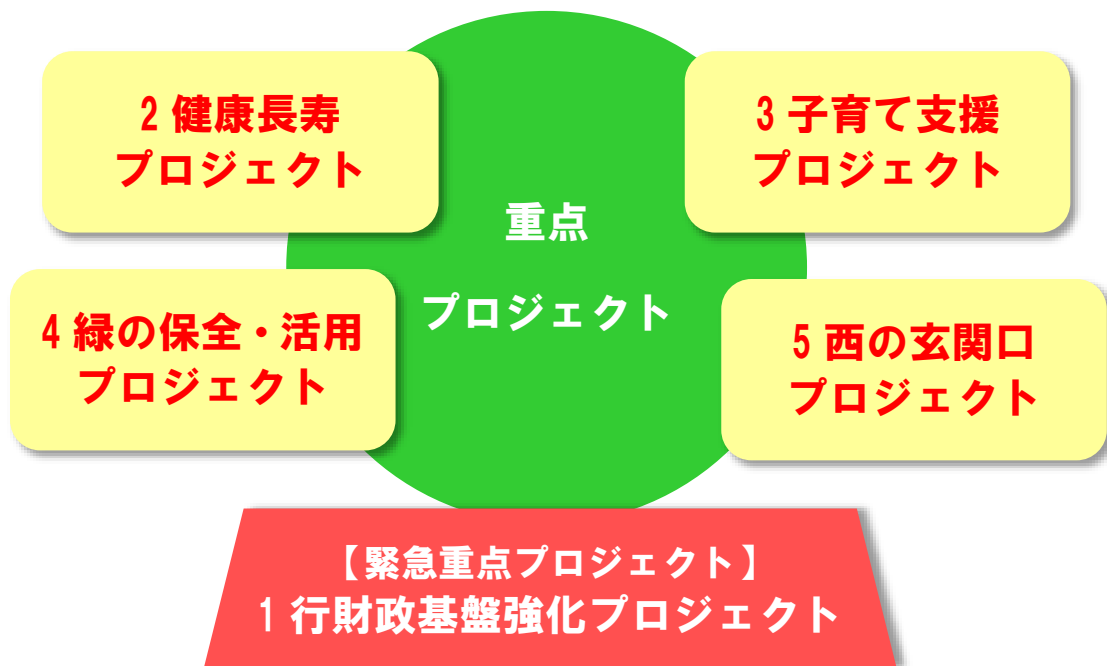 2 健康長寿
プロジェクト
3 子育て支援
プロジェクト
重点
プロジェクト
4 緑の保全・活用
プロジェクト
5 西の玄関口
プロジェクト
【緊急重点プロジェクト】
1 行財政基盤強化プロジェクト